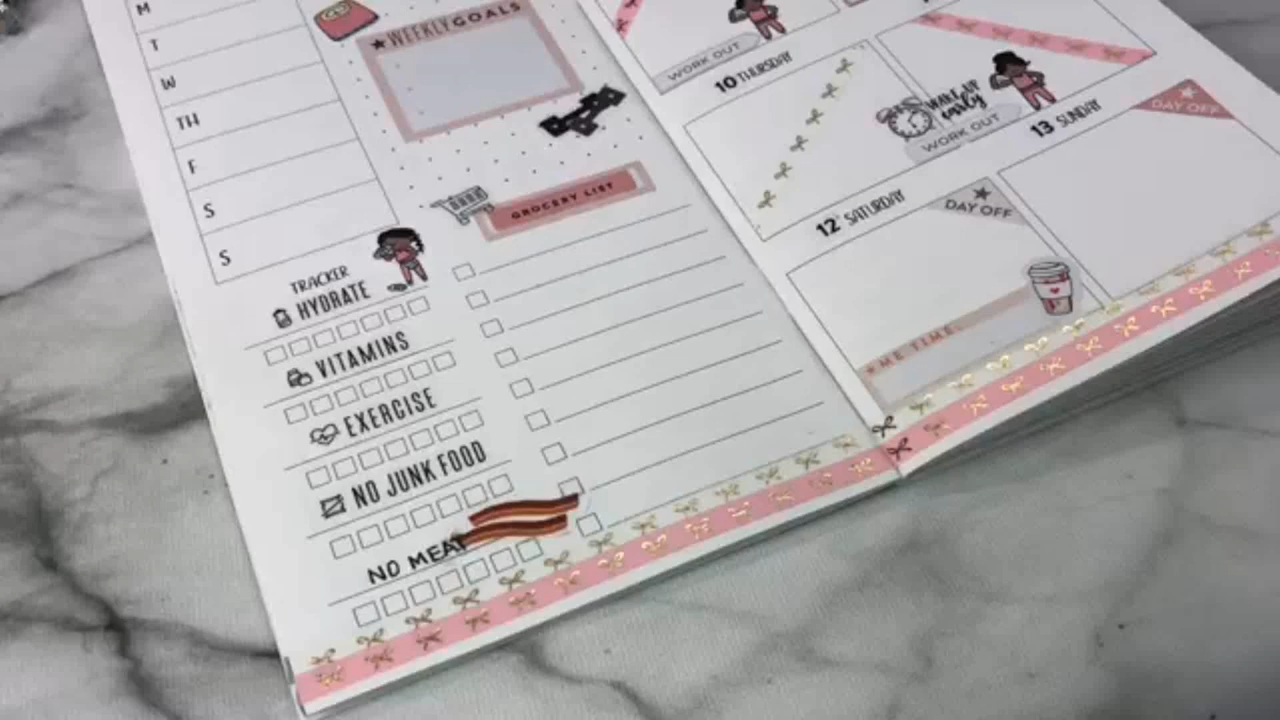 M
T
W
TH
F
S
S
WEEKLY GOALS
GROCERY LIST
TRACKER
HYDRATE
VITAMINS
EXERCISE
NO JUNK FOOD
NO MEAT
WORK OUT
10 THURSDAY
WAKE UP
early
WORK OUT
12 SATURDAY
DAY OFF
ME TIME
13 SUNDAY
DAY OFF